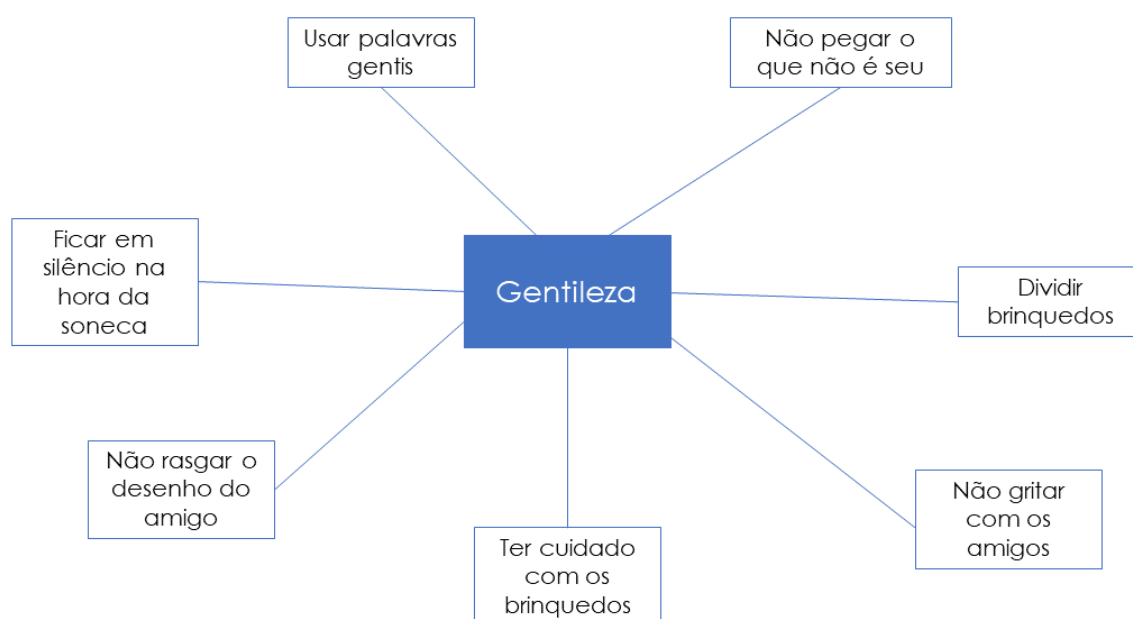 Usar palavras
gentis
Não pegar o
que não é seu
Ficar em
silêncio na
hora da
soneca
Gentileza
Dividir
brinquedos
Não rasgar o
desenho do
amigo
Não gritar
com os
amigos
Ter cuidado
com os
brinquedos